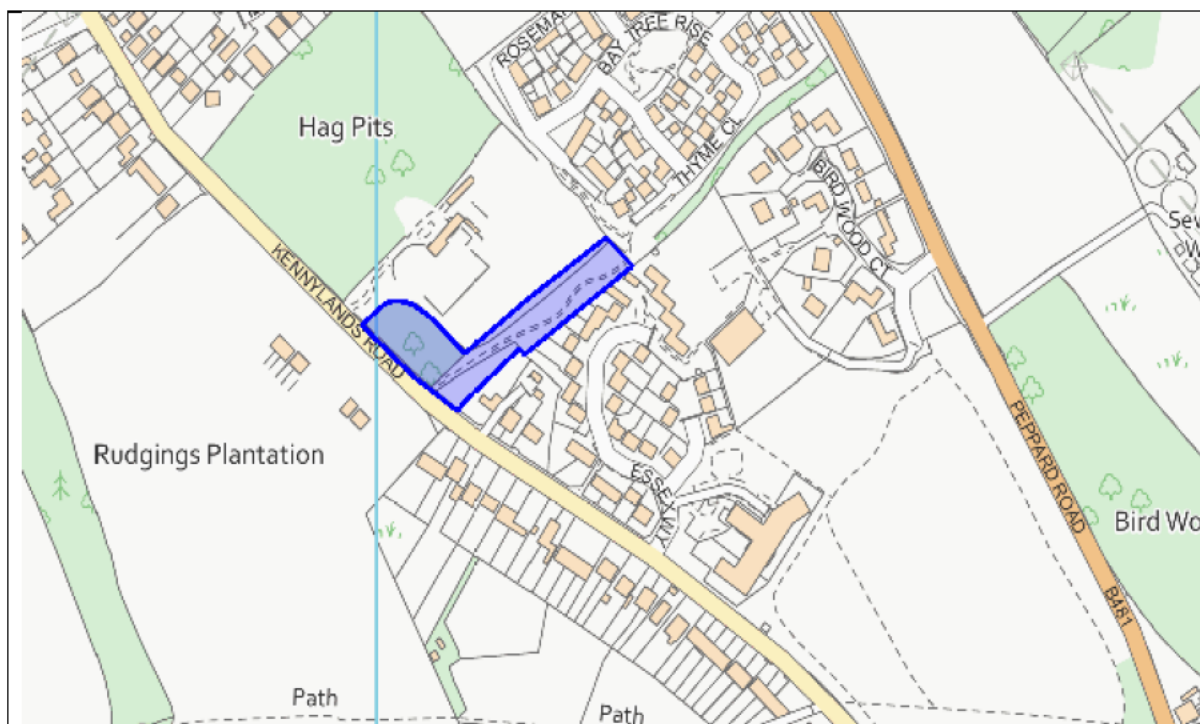 BAY TREE RISE
Hag Pits
THYME CL
BIRD WOOD CT
KENNYLANDS ROAD
Rudgings Plantation
ESSEX WY
PEPPARD ROAD
Bird Wo
B481
Path
Path